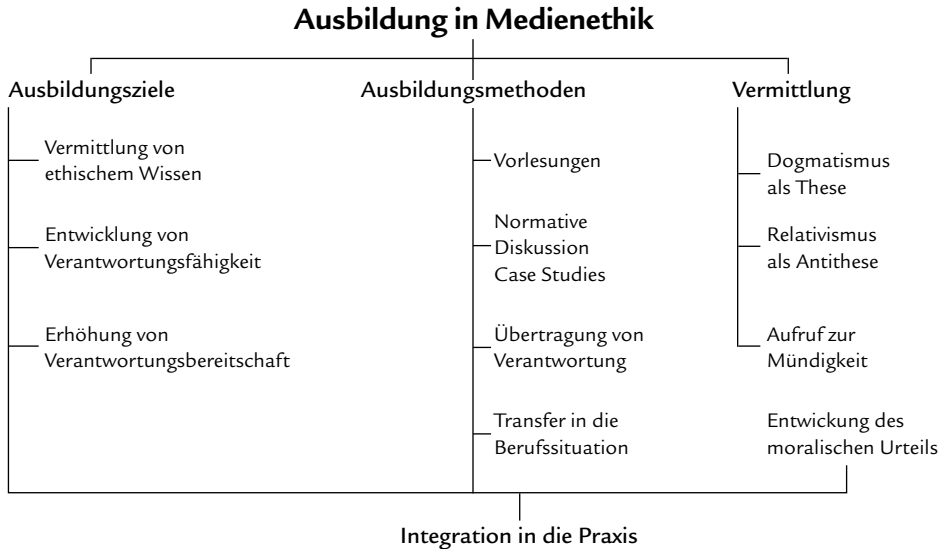 Ausbildung in Medienethik
Ausbildungsziele
Vermittlung von
ethischem Wissen
Entwicklung von
Verantwortungsfähigkeit
Erhöhung von
Verantwortungsbereitschaft
Ausbildungsmethoden
Vorlesungen
Normative
Diskussion
Case Studies
Übertragung von
Verantwortung
Transfer in die
Berufssituation
Vermittlung
Dogmatismus
als These
Relativismus
als Antithese
Aufruf zur
Mündigkeit
Entwickung des
moralischen Urteils
Integration in die Praxis